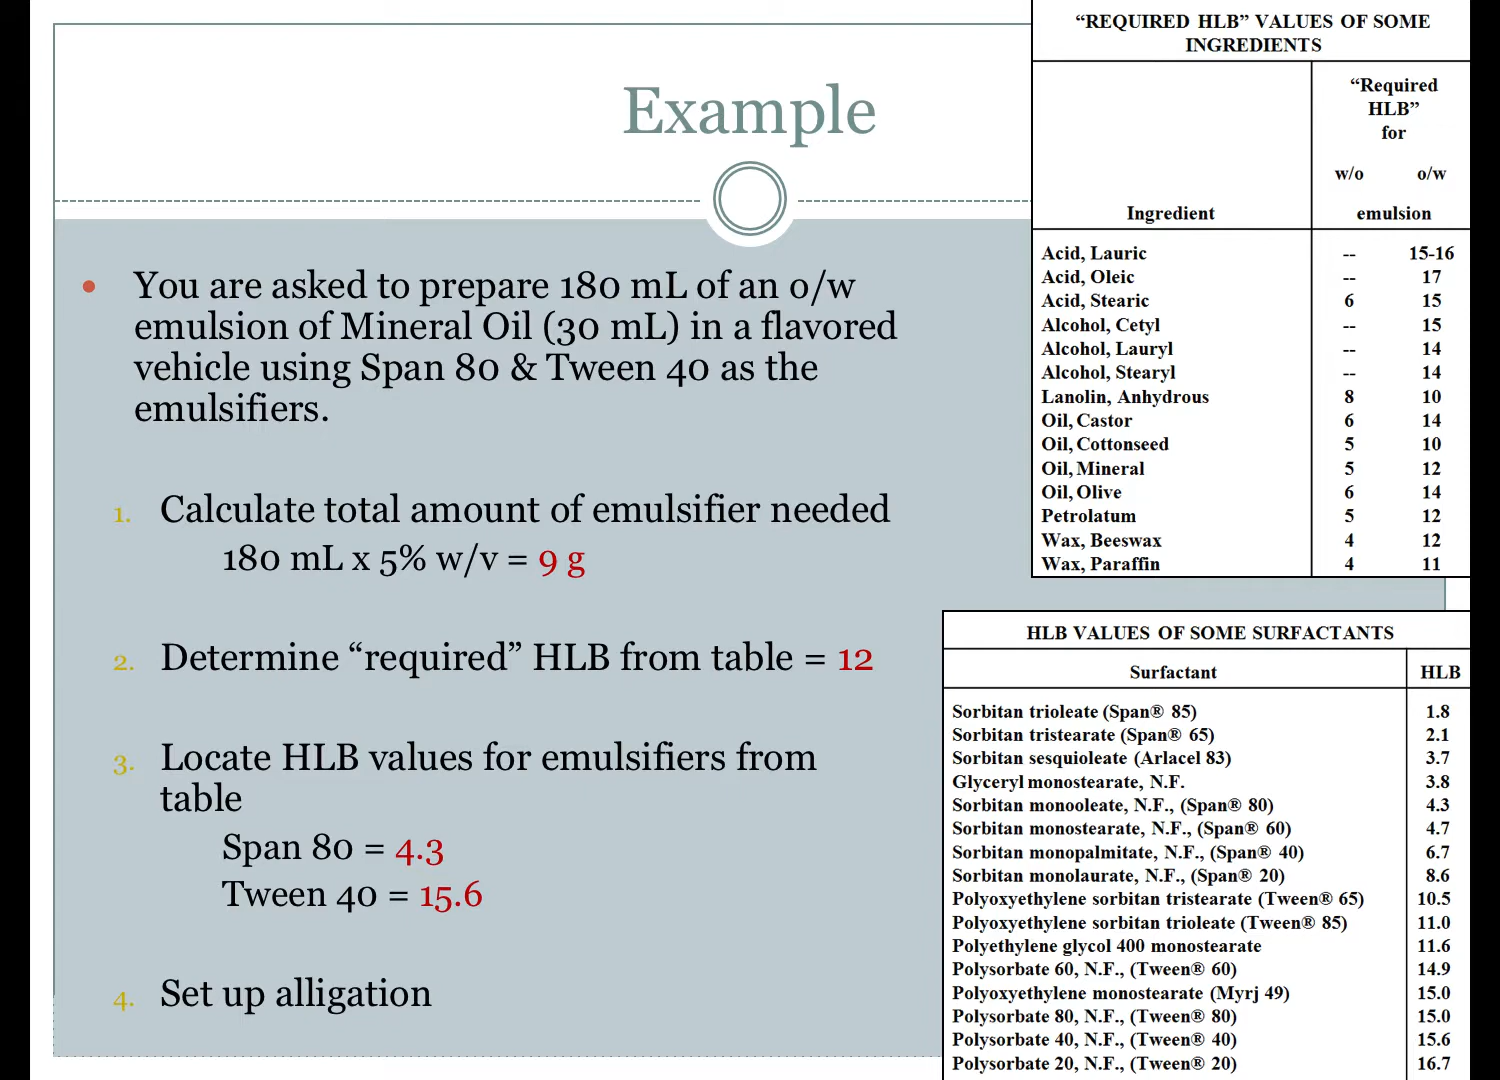 Example
• You are asked to prepare 180 mL of an o/w
emulsion of Mineral Oil (30 mL) in a flavored
vehicle using Span 80 & Tween 40 as the
emulsifiers.
1. Calculate total amount of emulsifier needed
180 mL x 5% w/v = 9 g
2. Determine “required” HLB from table = 12
3. Locate HLB values for emulsifiers from
table
Span 80 = 4.3
Tween 40 = 15.6
4. Set up alligation
“REQUIRED HLB” VALUES OF SOME
INGREDIENTS
“Required
HLB”
for
w/o o/w
Ingredient emulsion
Acid, Lauric -- 15-16
Acid, Oleic -- 17
Acid, Stearic 6 15
Alcohol, Cetyl -- 15
Alcohol, Lauryl -- 14
Alcohol, Stearyl -- 14
Lanolin, Anhydrous 8 10
Oil, Castor 6 14
Oil, Cottonseed 5 10
Oil, Mineral 5 12
Oil, Olive 6 14
Petrolatum 5 12
Wax, Beeswax 4 12
Wax, Paraffin 4 11
HLB VALUES OF SOME SURFACTANTS
Surfactant HLB
Sorbitan trioleate (Span® 85) 1.8
Sorbitan tristearate (Span® 65) 2.1
Sorbitan sesquioleate (Arlacel 83) 3.7
Glyceryl monostearate, N.F. 3.8
Sorbitan monooleate, N.F., (Span® 80) 4.3
Sorbitan monostearate, N.F., (Span® 60) 4.7
Sorbitan monopalmitate, N.F., (Span® 40) 6.7
Sorbitan monolaurate, N.F., (Span® 20) 8.6
Polyoxyethylene sorbitan tristearate (Tween® 65) 10.5
Polyoxyethylene sorbitan trioleate (Tween® 85) 11.0
Polyethylene glycol 400 monostearate 11.6
Polysorbate 60, N.F., (Tween® 60) 14.9
Polyoxyethylene monostearate (Myrj 49) 15.0
Polysorbate 80, N.F., (Tween® 80) 15.0
Polysorbate 40, N.F., (Tween® 40) 15.6
Polysorbate 20, N.F., (Tween® 20) 16.7